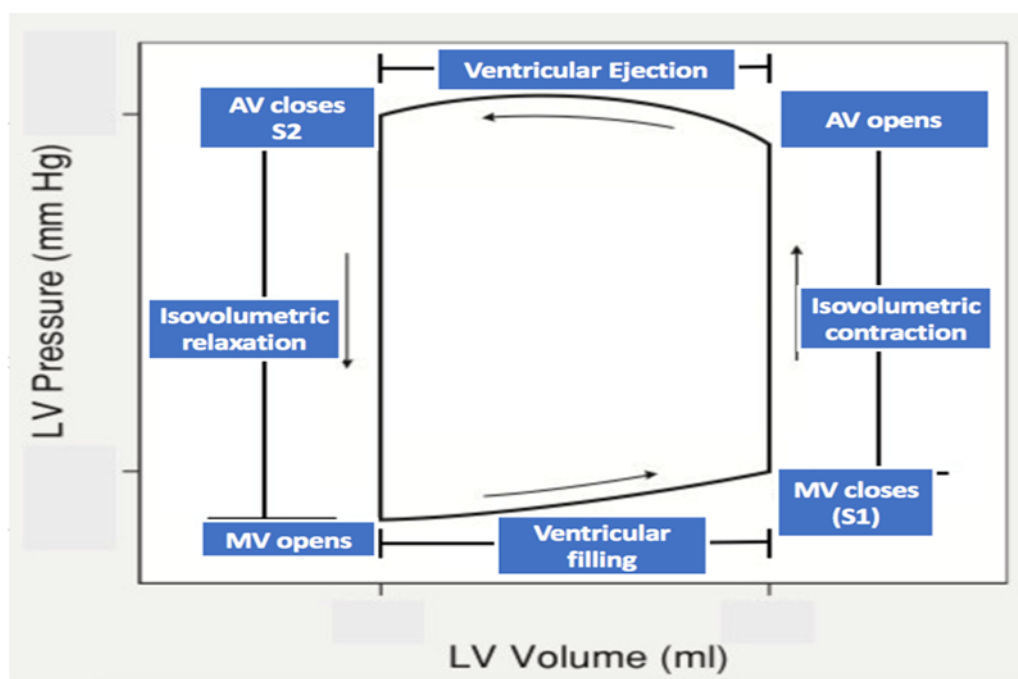 Ventricular Ejection
AV closes
S2
AV opens
LV Pressure (mm Hg)
Isovolumetric
relaxation
Isovolumetric
contraction
MV closes
(S1)
MV opens
Ventricular
filling
LV Volume (ml)